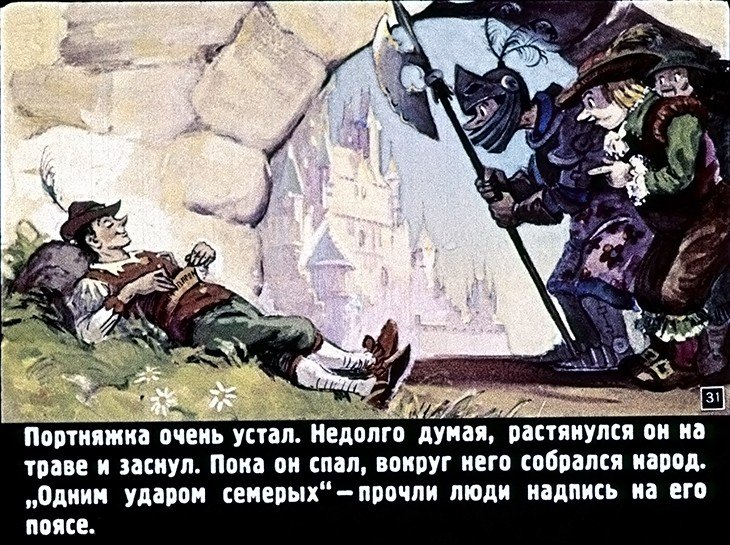 31
Портняжка очень устал. Недолго думая, растянулся он на
траве и заснул. Пока он спал, вокруг него собрался народ.
„Одним ударом семерых“ — прочли люди надпись на его
поясе.